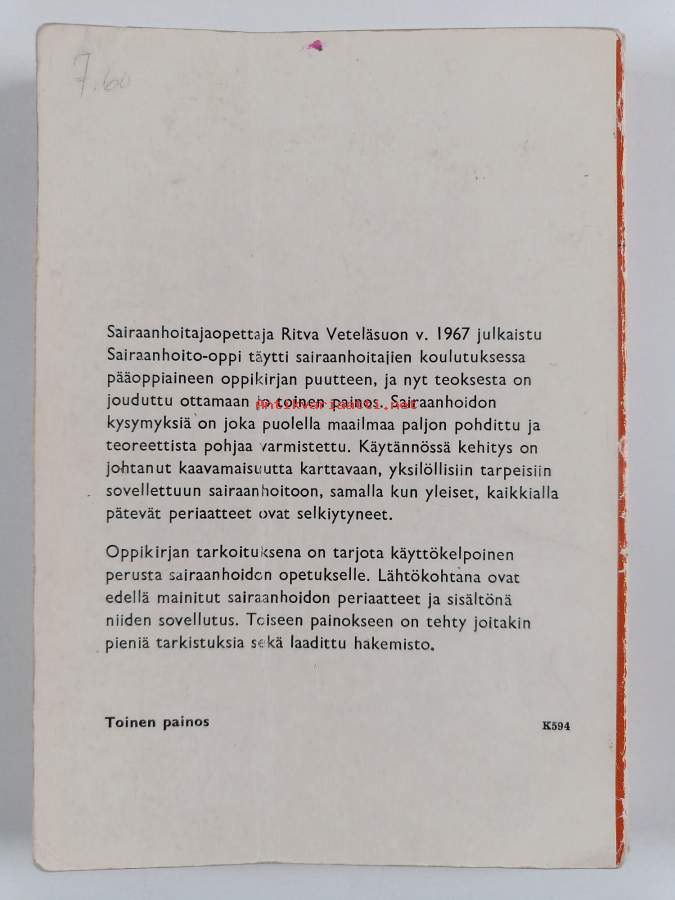 7.60
Sairaanhoitajaopettaja Ritva Veteläsuon v. 1967 julkaistu
Sairaanhoito-oppi täytti sairaanhoitajien koulutuksessa
pääoppiaineen oppikirjan puutteen, ja nyt teoksesta on
jouduttu ottamaan jo toinen painos. Sairaanhoidon
antikvariaatti.net
kysymyksiä on joka puolella maailmaa paljon pohdittu ja
teoreettista pohjaa varmistettu. Käytännössä kehitys on
johtanut kaavamaisuutta karttavaan, yksilöllisiin tarpeisiin
sovellettuun sairaanhoitoon, samalla kun yleiset, kaikkialla
pätevät periaatteet ovat selkiytyneet.
Oppikirjan tarkoituksena on tarjota käyttökelpoinen
perusta sairaanhoidon opetukselle. Lähtökohtana ovat
edellä mainitut sairaanhoidon periaatteet ja sisältönä
niiden sovellutus. Toiseen painokseen on tehty joitakin
pieniä tarkistuksia sekä laadittu hakemisto.
Toinen painos
K594